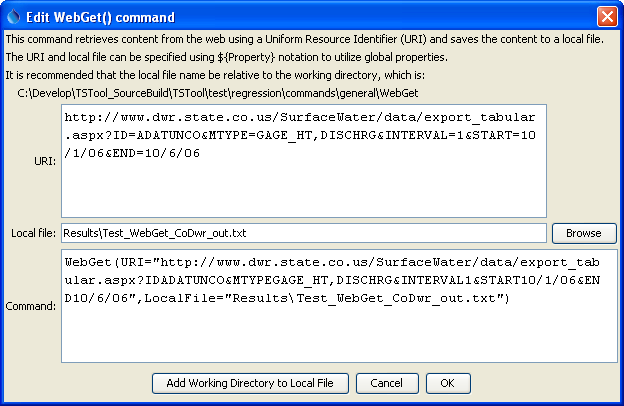 Edit WebGet() command
This command retrieves content from the web using a Uniform Resource Identifier (URI) and saves the content to a local file.
The URI and local file can be specified using ${Property} notation to utilize global properties.
It is recommended that the local file name be relative to the working directory, which is:
C:\Develop\TSTool_SourceBuild\TSTool\test\regression\commands\general\WebGet
http://www.dwr.state.co.us/SurfaceWater/data/export_tabular
.aspx?ID=ADATUNCO&MTYPE=GAGE_HT,DISCHRG&INTERVAL=1&START=10
/1/06&END=10/6/06
URI:
Local file: Results\Test_WebGet_CoDwr_out.txt Browse
WebGet(URI="http://www.dwr.state.co.us/SurfaceWater/data/export_tab
ular.aspx?IDADATUNCO&MTYPEGAGE_HT,DISCHRG&INTERVAL1&START10/1/06&EN
D10/6/06",LocalFile="Results\Test_WebGet_CoDwr_out.txt")
Command:
Add Working Directory to Local File Cancel OK